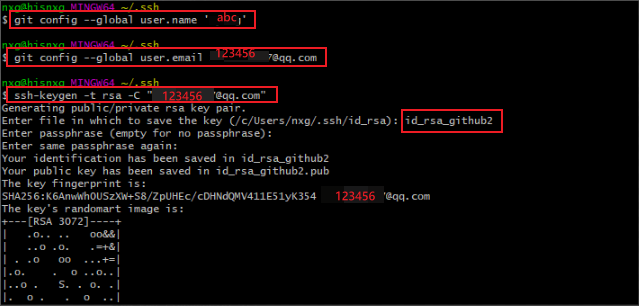 nxg@hisnxg MINGW64 ~/.ssh
$ git config --global user.name ' abc '
nxg@hisnxg MINGW64 ~/.ssh
$ git config --global user.email 123456 7@qq.com
nxg@hisnxg MINGW64 ~/.ssh
$ ssh-keygen -t rsa -C " 123456 7@qq.com"
Generating public/private rsa key pair.
Enter file in which to save the key (/c/Users/nxg/.ssh/id_rsa): id_rsa_github2
Enter passphrase (empty for no passphrase):
Enter same passphrase again:
Your identification has been saved in id_rsa_github2
Your public key has been saved in id_rsa_github2.pub
The key fingerprint is:
SHA256:K6AnwWhOUSzXW+S8/ZpUHEc/cDHNdQMV411E51yK354 123456 7@qq.com
The key's randomart image is:
+---[RSA 3072]----+
|   .o.. ..   oo&&|
|   ..o .o.  .=+&|
|  . .o   oo  ...+=|
|.o.    . o ..o..|
|..o .   S. . o. .|
|. o .    . o  ..|